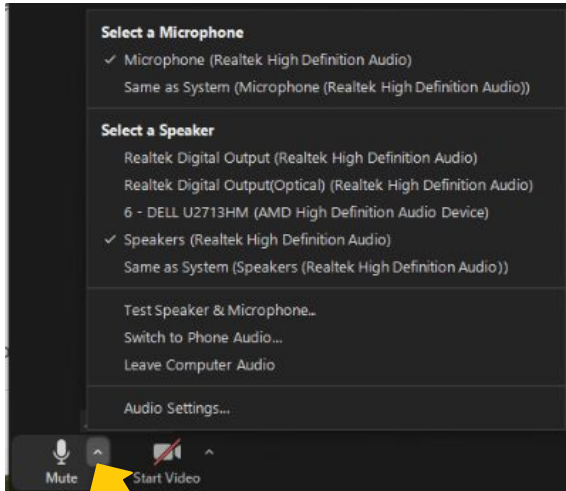 Select a Microphone
Microphone (Realtek High Definition Audio)
Same as System (Microphone (Realtek High Definition Audio))
Select a Speaker
Realtek Digital Output (Realtek High Definition Audio)
Realtek Digital Output(Optical) (Realtek High Definition Audio)
6 - DELL U2713HM (AMD High Definition Audio Device)
Speakers (Realtek High Definition Audio)
Same as System (Speakers (Realtek High Definition Audio))
Test Speaker & Microphone...
Switch to Phone Audio...
Leave Computer Audio
Audio Settings...
Mute Start Video